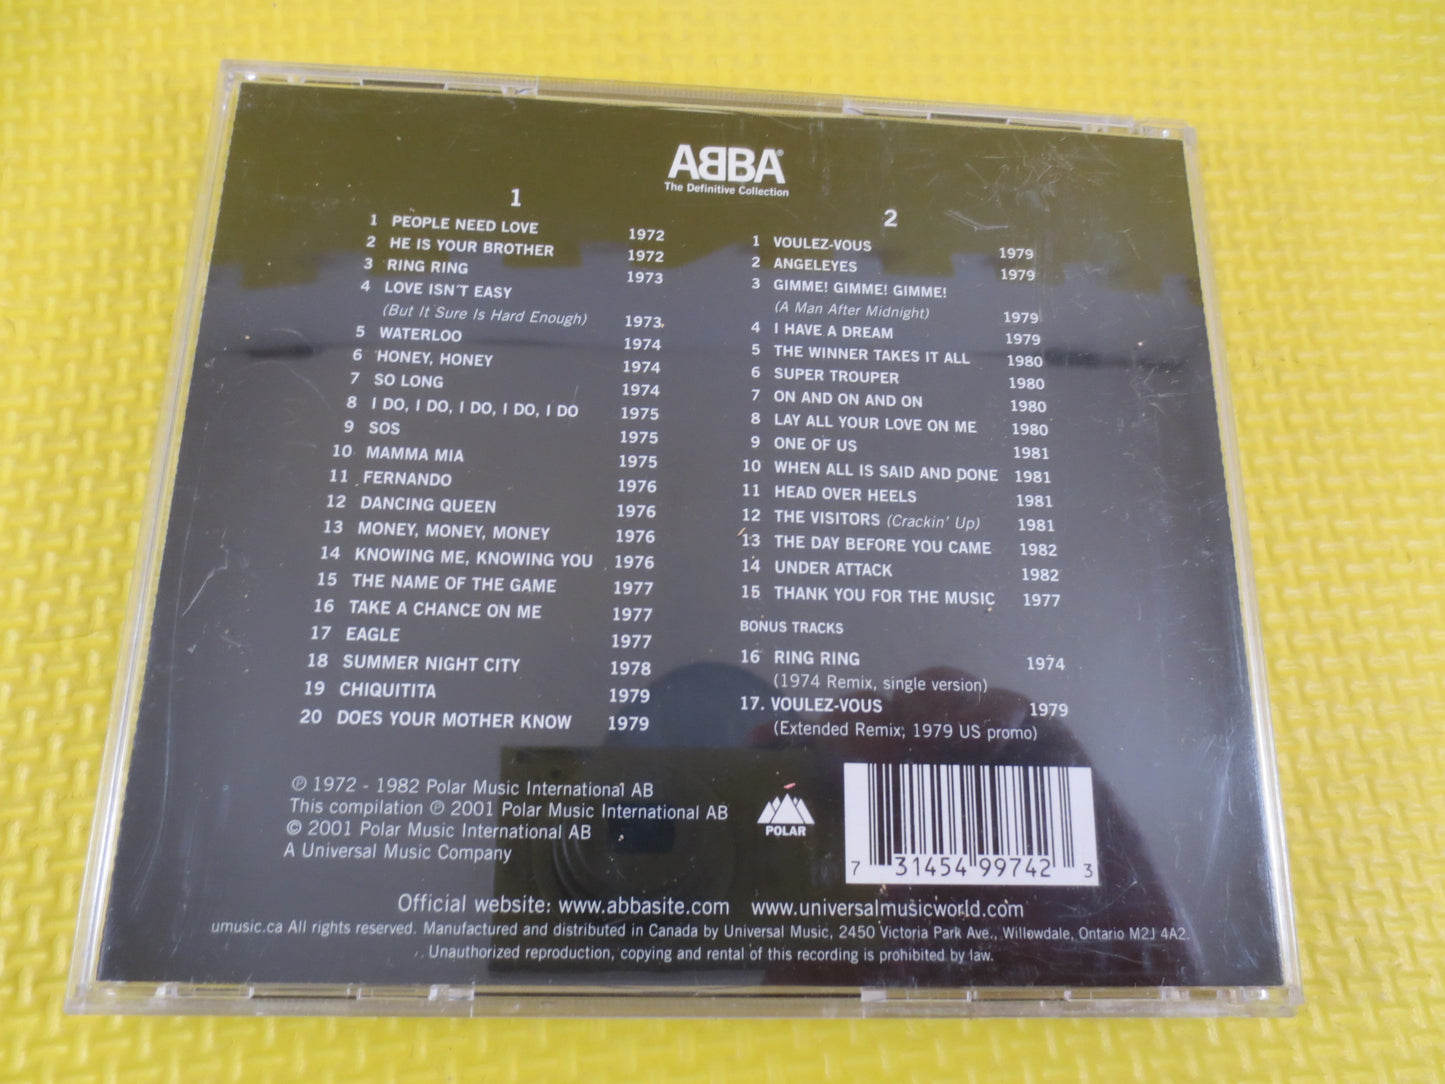 ABBA®
The Definitive Collection
1
1 PEOPLE NEED LOVE 1972
2 HE IS YOUR BROTHER 1972
3 RING RING 1973
4 LOVE ISN'T EASY
(But It Sure Is Hard Enough) 1973
5 WATERLOO 1974
6 HONEY, HONEY 1974
7 SO LONG 1974
8 I DO, I DO, I DO, I DO, I DO 1975
9 SOS 1975
10 MAMMA MIA 1975
11 FERNANDO 1976
12 DANCING QUEEN 1976
13 MONEY, MONEY, MONEY 1976
14 KNOWING ME, KNOWING YOU 1976
15 THE NAME OF THE GAME 1977
16 TAKE A CHANCE ON ME 1977
17 EAGLE 1977
18 SUMMER NIGHT CITY 1978
19 CHIQUITITA 1979
20 DOES YOUR MOTHER KNOW 1979
2
1 VOULEZ-VOUS 1979
2 ANGELEYES 1979
3 GIMME! GIMME! GIMME!
(A Man After Midnight) 1979
4 I HAVE A DREAM 1979
5 THE WINNER TAKES IT ALL 1980
6 SUPER TROUPER 1980
7 ON AND ON AND ON 1980
8 LAY ALL YOUR LOVE ON ME 1980
9 ONE OF US 1981
10 WHEN ALL IS SAID AND DONE 1981
11 HEAD OVER HEELS 1981
12 THE VISITORS (Crackin' Up) 1981
13 THE DAY BEFORE YOU CAME 1982
14 UNDER ATTACK 1982
15 THANK YOU FOR THE MUSIC 1977
BONUS TRACKS
16 RING RING 1974
(1974 Remix, single version)
17. VOULEZ-VOUS 1979
(Extended Remix; 1979 US promo)
℗ 1972 - 1982 Polar Music International AB
This compilation ℗ 2001 Polar Music International AB
© 2001 Polar Music International AB
A Universal Music Company
POLAR
7 31454 99742 3
Official website: www.abbasite.com www.universalmusicworld.com
umusic.ca All rights reserved. Manufactured and distributed in Canada by Universal Music, 2450 Victoria Park Ave., Willowdale, Ontario M2J 4A2.
Unauthorized reproduction, copying and rental of this recording is prohibited by law.